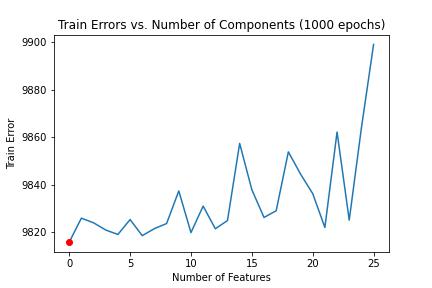 Train Errors vs. Number of Components (1000 epochs)
9900
9880
9860
9840
9820
Train Error
0 5 10 15 20 25
Number of Features